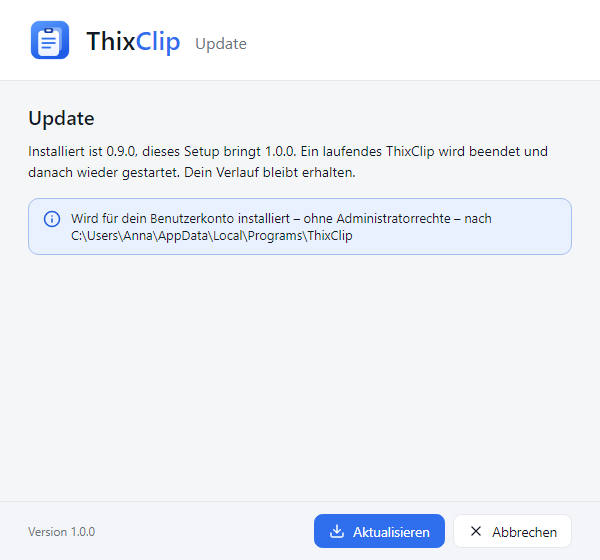 ThixClip Update
Update
Installiert ist 0.9.0, dieses Setup bringt 1.0.0. Ein laufendes ThixClip wird beendet und
danach wieder gestartet. Dein Verlauf bleibt erhalten.
Wird für dein Benutzerkonto installiert – ohne Administratorrechte – nach
C:\Users\Anna\AppData\Local\Programs\ThixClip
Version 1.0.0
Aktualisieren
Abbrechen